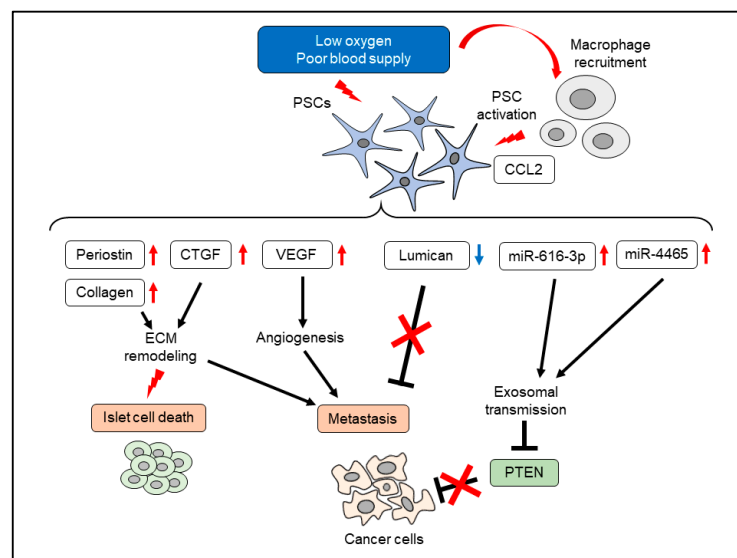 Low oxygen
Poor blood supply
Macrophage
recruitment
PSCs
PSC
activation
CCL2
Periostin
CTGF
VEGF
Lumican
miR-616-3p
miR-4465
Collagen
ECM
remodeling
Angiogenesis
Exosomal
transmission
Islet cell death
Metastasis
PTEN
Cancer cells